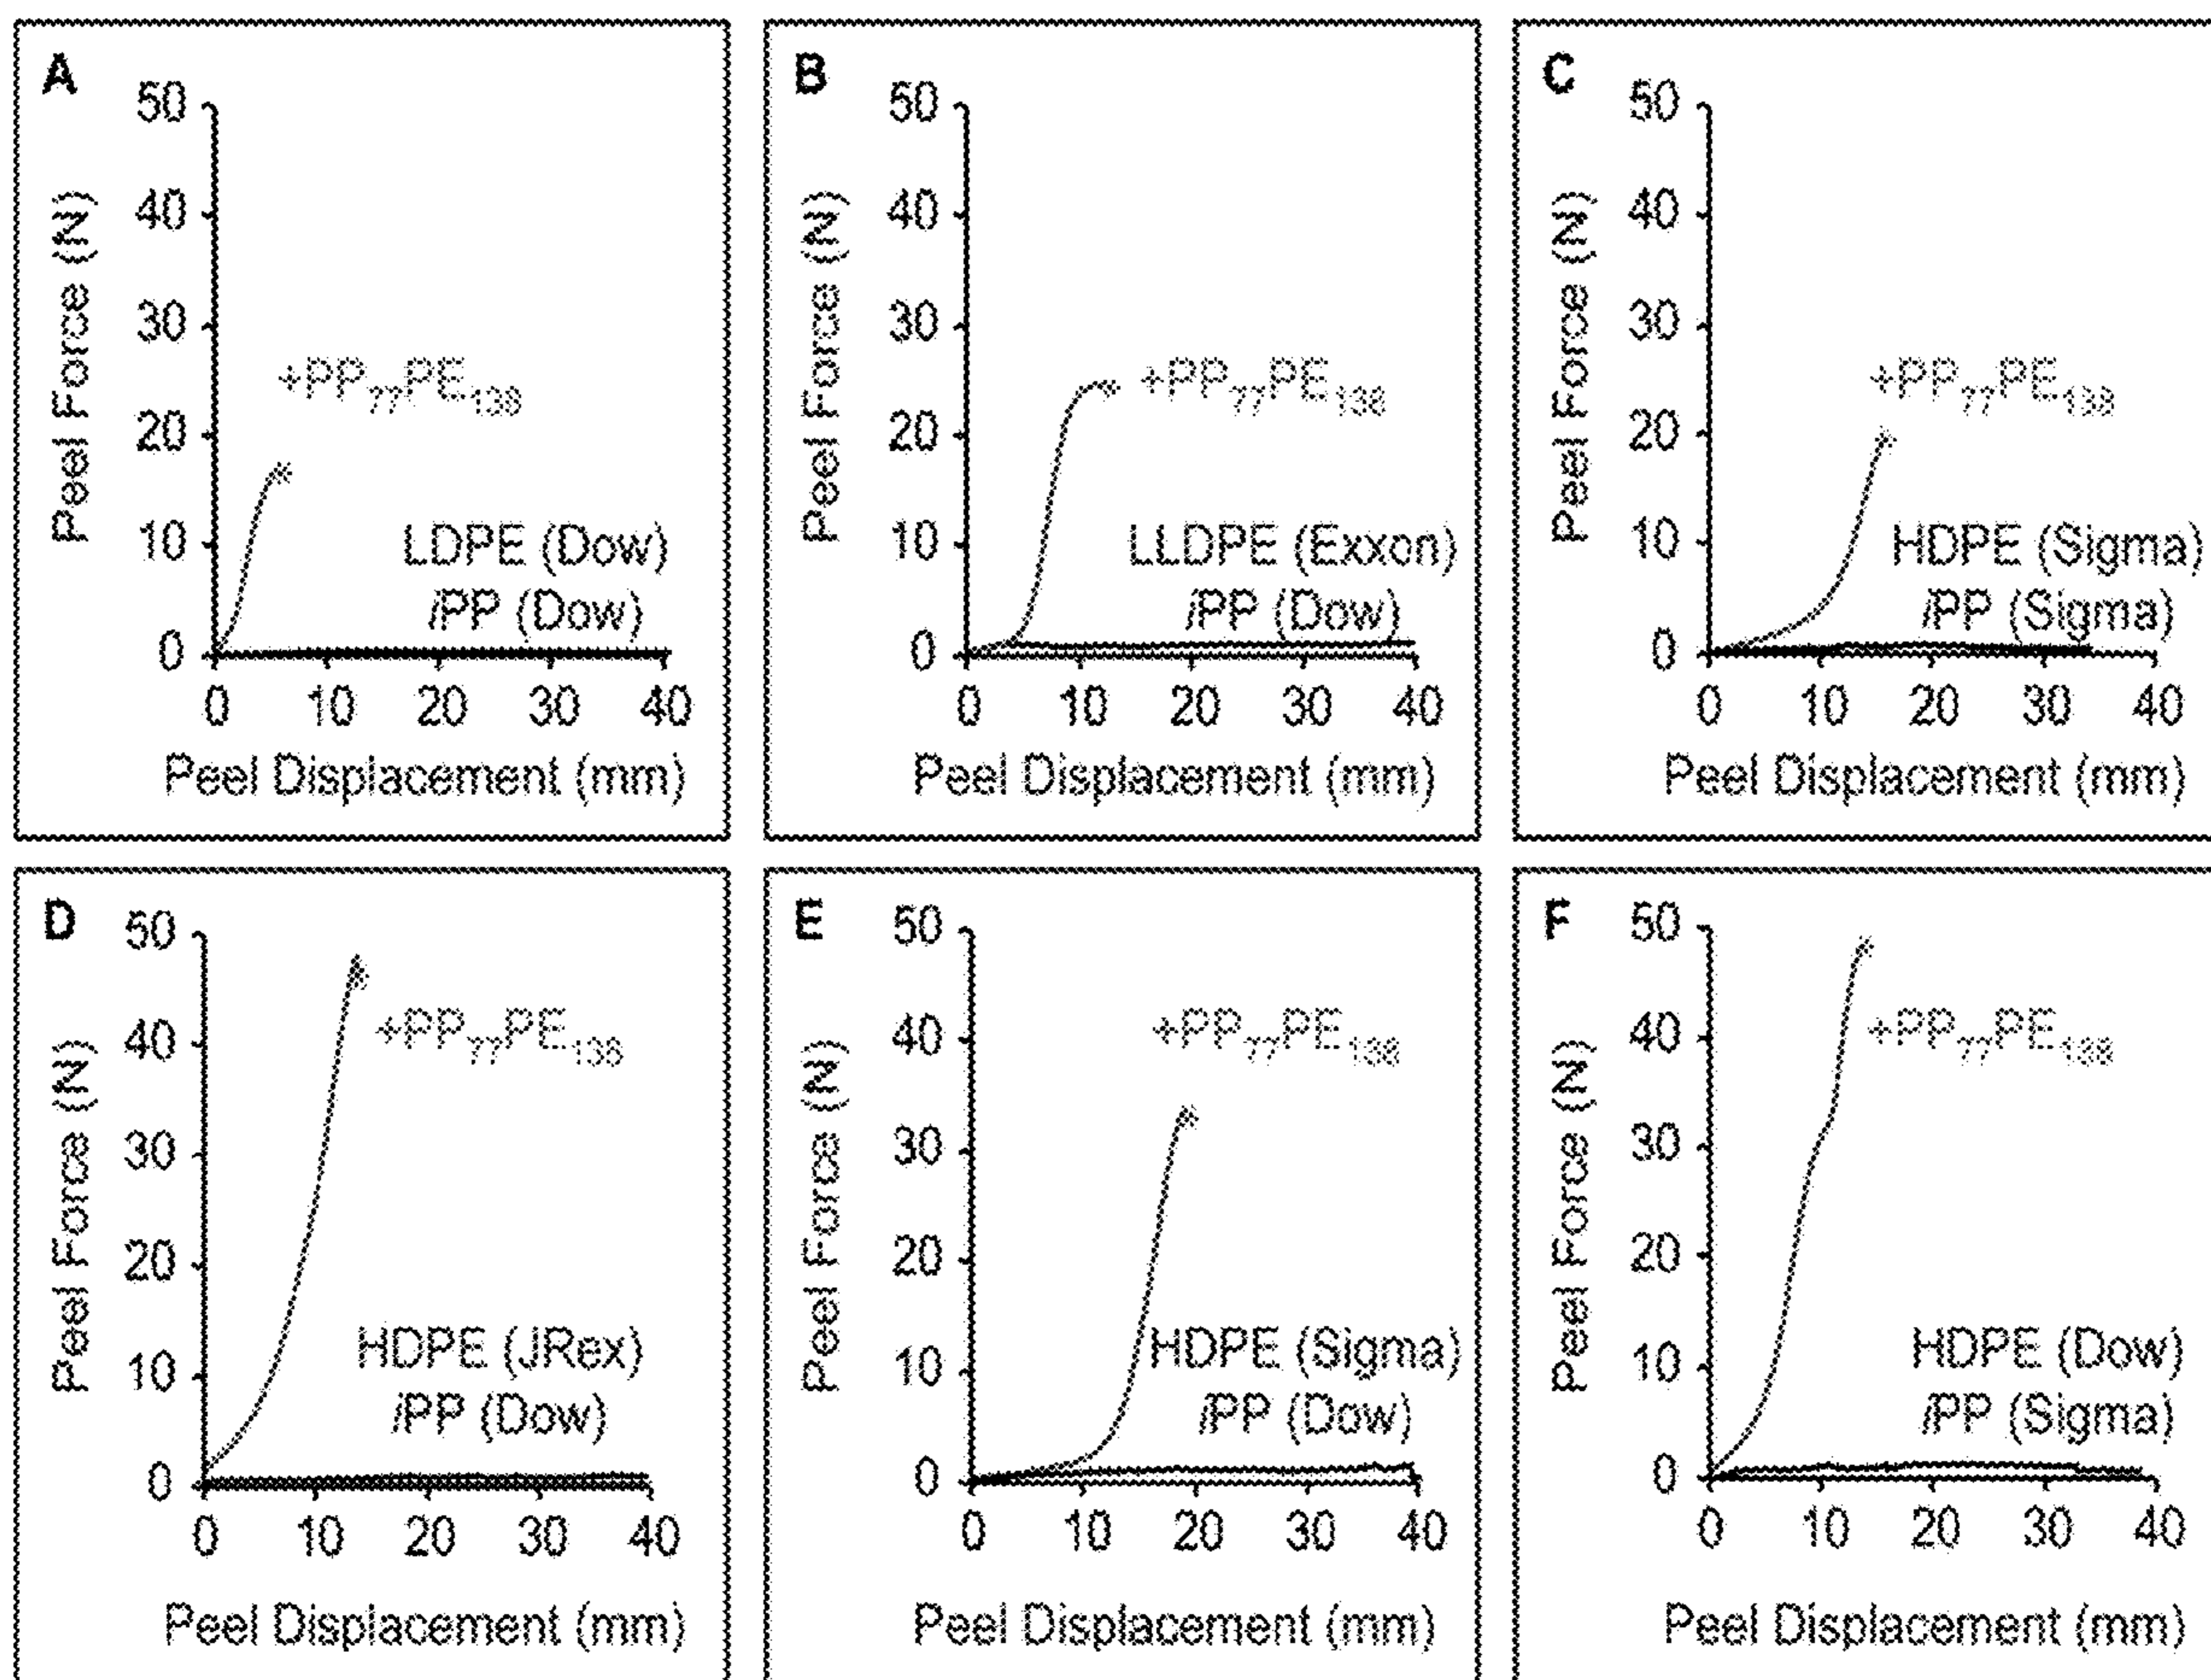 A
50
40
30
20
10
0
Peel Force (N)
+PP77PE138
LDPE (Dow)
iPP (Dow)
0 10 20 30 40
Peel Displacement (mm)
B
50
40
30
20
10
0
Peel Force (N)
+PP77PE138
LLDPE (Exxon)
iPP (Dow)
0 10 20 30 40
Peel Displacement (mm)
C
50
40
30
20
10
0
Peel Force (N)
+PP77PE138
HDPE (Sigma)
iPP (Sigma)
0 10 20 30 40
Peel Displacement (mm)
D
50
40
30
20
10
0
Peel Force (N)
+PP77PE138
HDPE (JRex)
iPP (Dow)
0 10 20 30 40
Peel Displacement (mm)
E
50
40
30
20
10
0
Peel Force (N)
+PP77PE138
HDPE (Sigma)
iPP (Dow)
0 10 20 30 40
Peel Displacement (mm)
F
50
40
30
20
10
0
Peel Force (N)
+PP77PE138
HDPE (Dow)
iPP (Sigma)
0 10 20 30 40
Peel Displacement (mm)